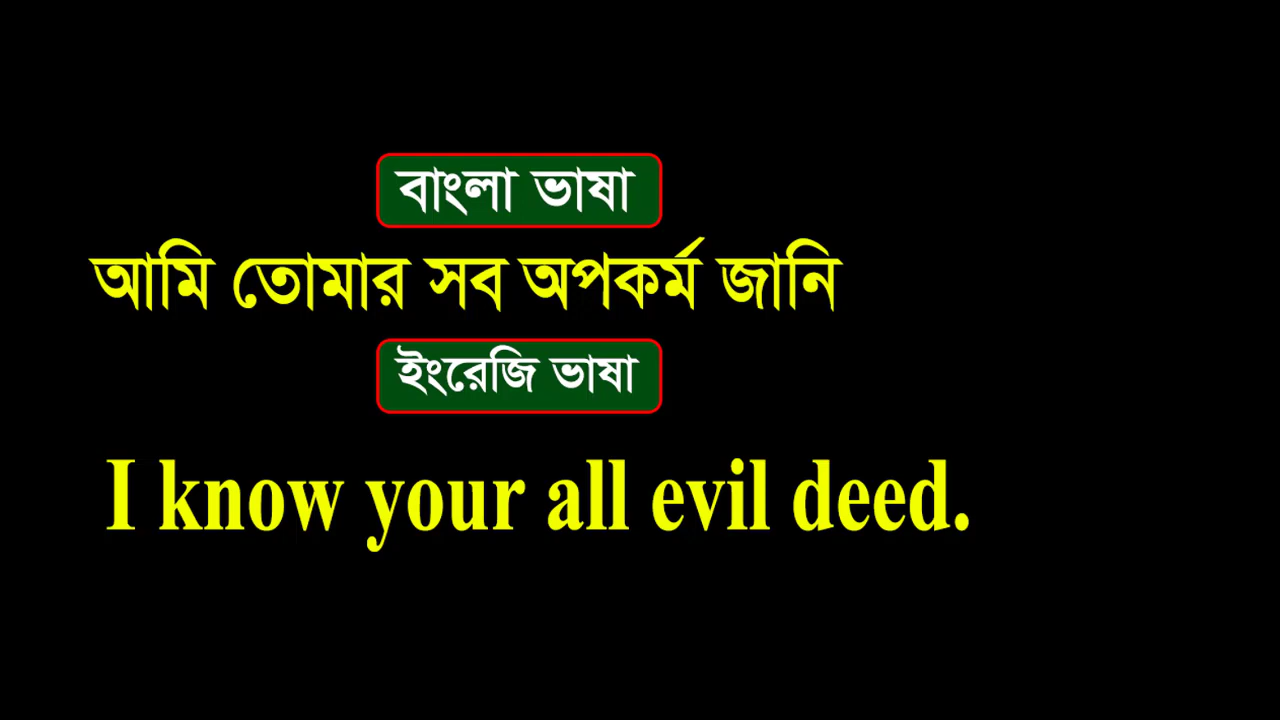 বাংলা ভাষা
আমি তোমার সব অপকর্ম জানি
ইংরেজি ভাষা
I know your all evil deed.